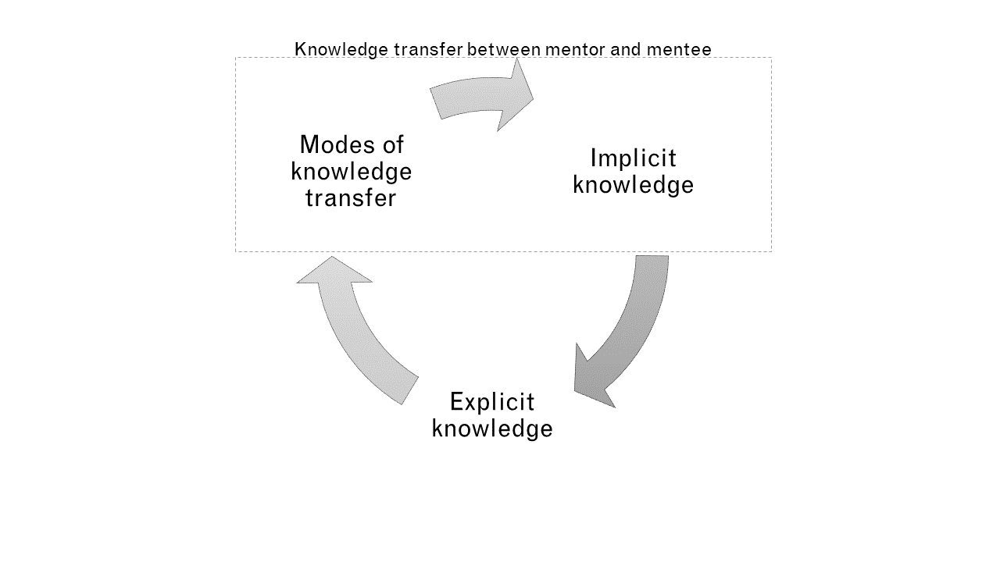 Knowledge transfer between mentor and mentee
Modes of
knowledge
transfer
Implicit
knowledge
Explicit
knowledge